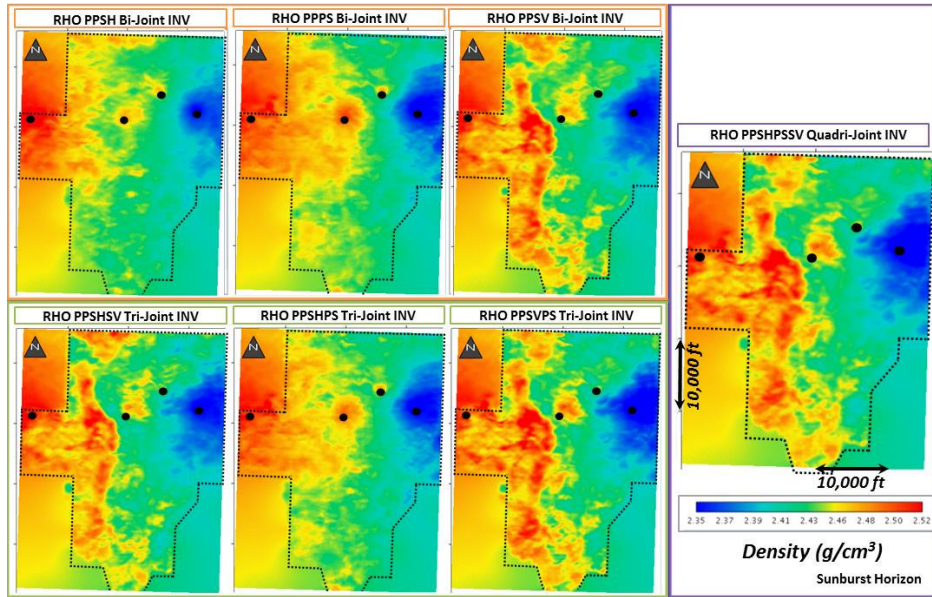 RHO PPSH Bi-Joint INV
RHO PPPS Bi-Joint INV
RHO PPSV Bi-Joint INV
N
N
N
RHO PPSHPSSV Quadri-Joint INV
N
RHO PPSHSV Tri-Joint INV
RHO PPSHPS Tri-Joint INV
RHO PPSVPS Tri-Joint INV
N
N
N
10,000 ft
10,000 ft
2.35 2.37 2.39 2.41 2.43 2.46 2.48 2.50 2.52
Density (g/cm³)
Sunburst Horizon